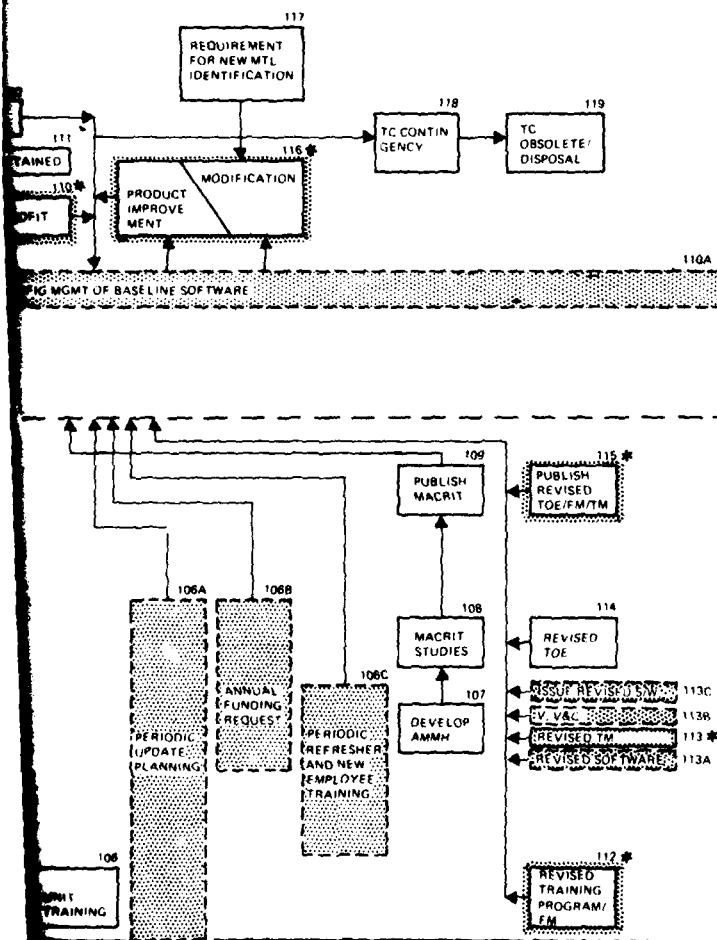 117
REQUIREMENT
FOR NEW MTL
IDENTIFICATION
118
TC CONTIN
GENCY
119
TC
OBSOLETE/
DISPOSAL
111
TAINED
116 *
MODIFICATION
PRODUCT
IMPROVE
MENT
110 *
OFIT
110A
IG MGMT OF BASELINE SOFTWARE
109
PUBLISH
MACRIT
115 *
PUBLISH
REVISED
TOE/FM/TM
106A
PERIODIC
UPDATE
PLANNING
106B
ANNUAL
FUNDING
REQUEST
106C
PERIODIC
REFRESHER
AND NEW
EMPLOYEE
TRAINING
108
MACRIT
STUDIES
107
DEVELOP
AMMH
114
REVISED
TOE
ISSUE REVISED S/W 113C
V, V&C 113B
REVISED TM 113 *
REVISED SOFTWARE 113A
106
UNIT
TRAINING
112 *
REVISED
TRAINING
PROGRAM/
FM